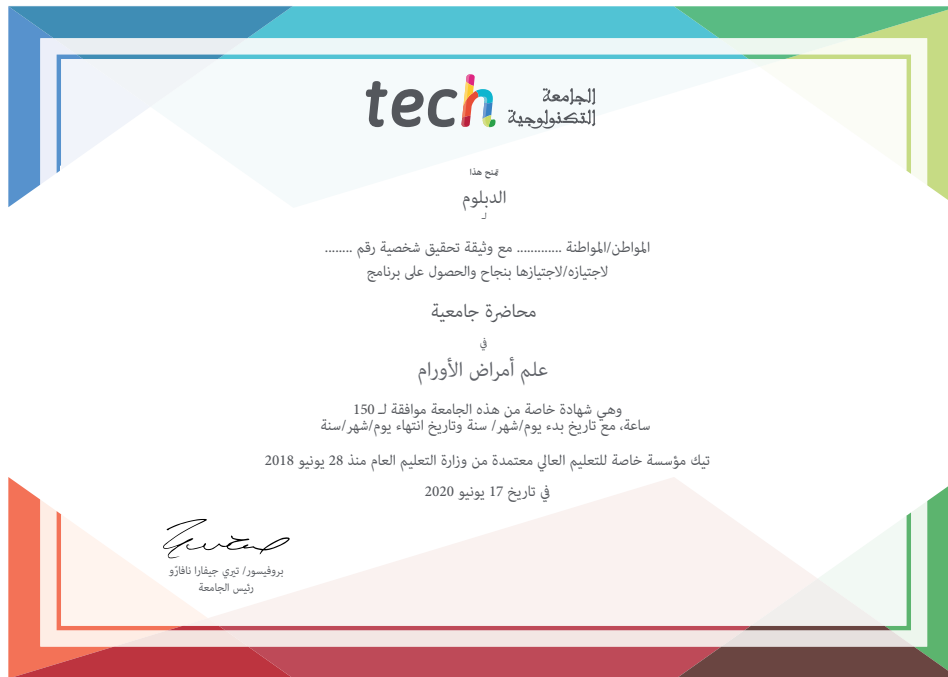 tech الجامعة
التكنولوجية
يمنح هذا
الدبلوم
لـ
المواطن/المواطنة ............. مع وثيقة تحقيق شخصية رقم ........
لاجتيازه/لاجتيازها بنجاح والحصول على برنامج
محاضرة جامعية
في
علم أمراض الأورام
وهي شهادة خاصة من هذه الجامعة موافقة لـ 150
ساعة، مع تاريخ بدء يوم/شهر/ سنة وتاريخ انتهاء يوم/شهر/سنة
تيك مؤسسة خاصة للتعليم العالي معتمدة من وزارة التعليم العام منذ 28 يونيو 2018
في تاريخ 17 يونيو 2020
بروفيسور/ تيري جيفارا نافارّو
رئيس الجامعة